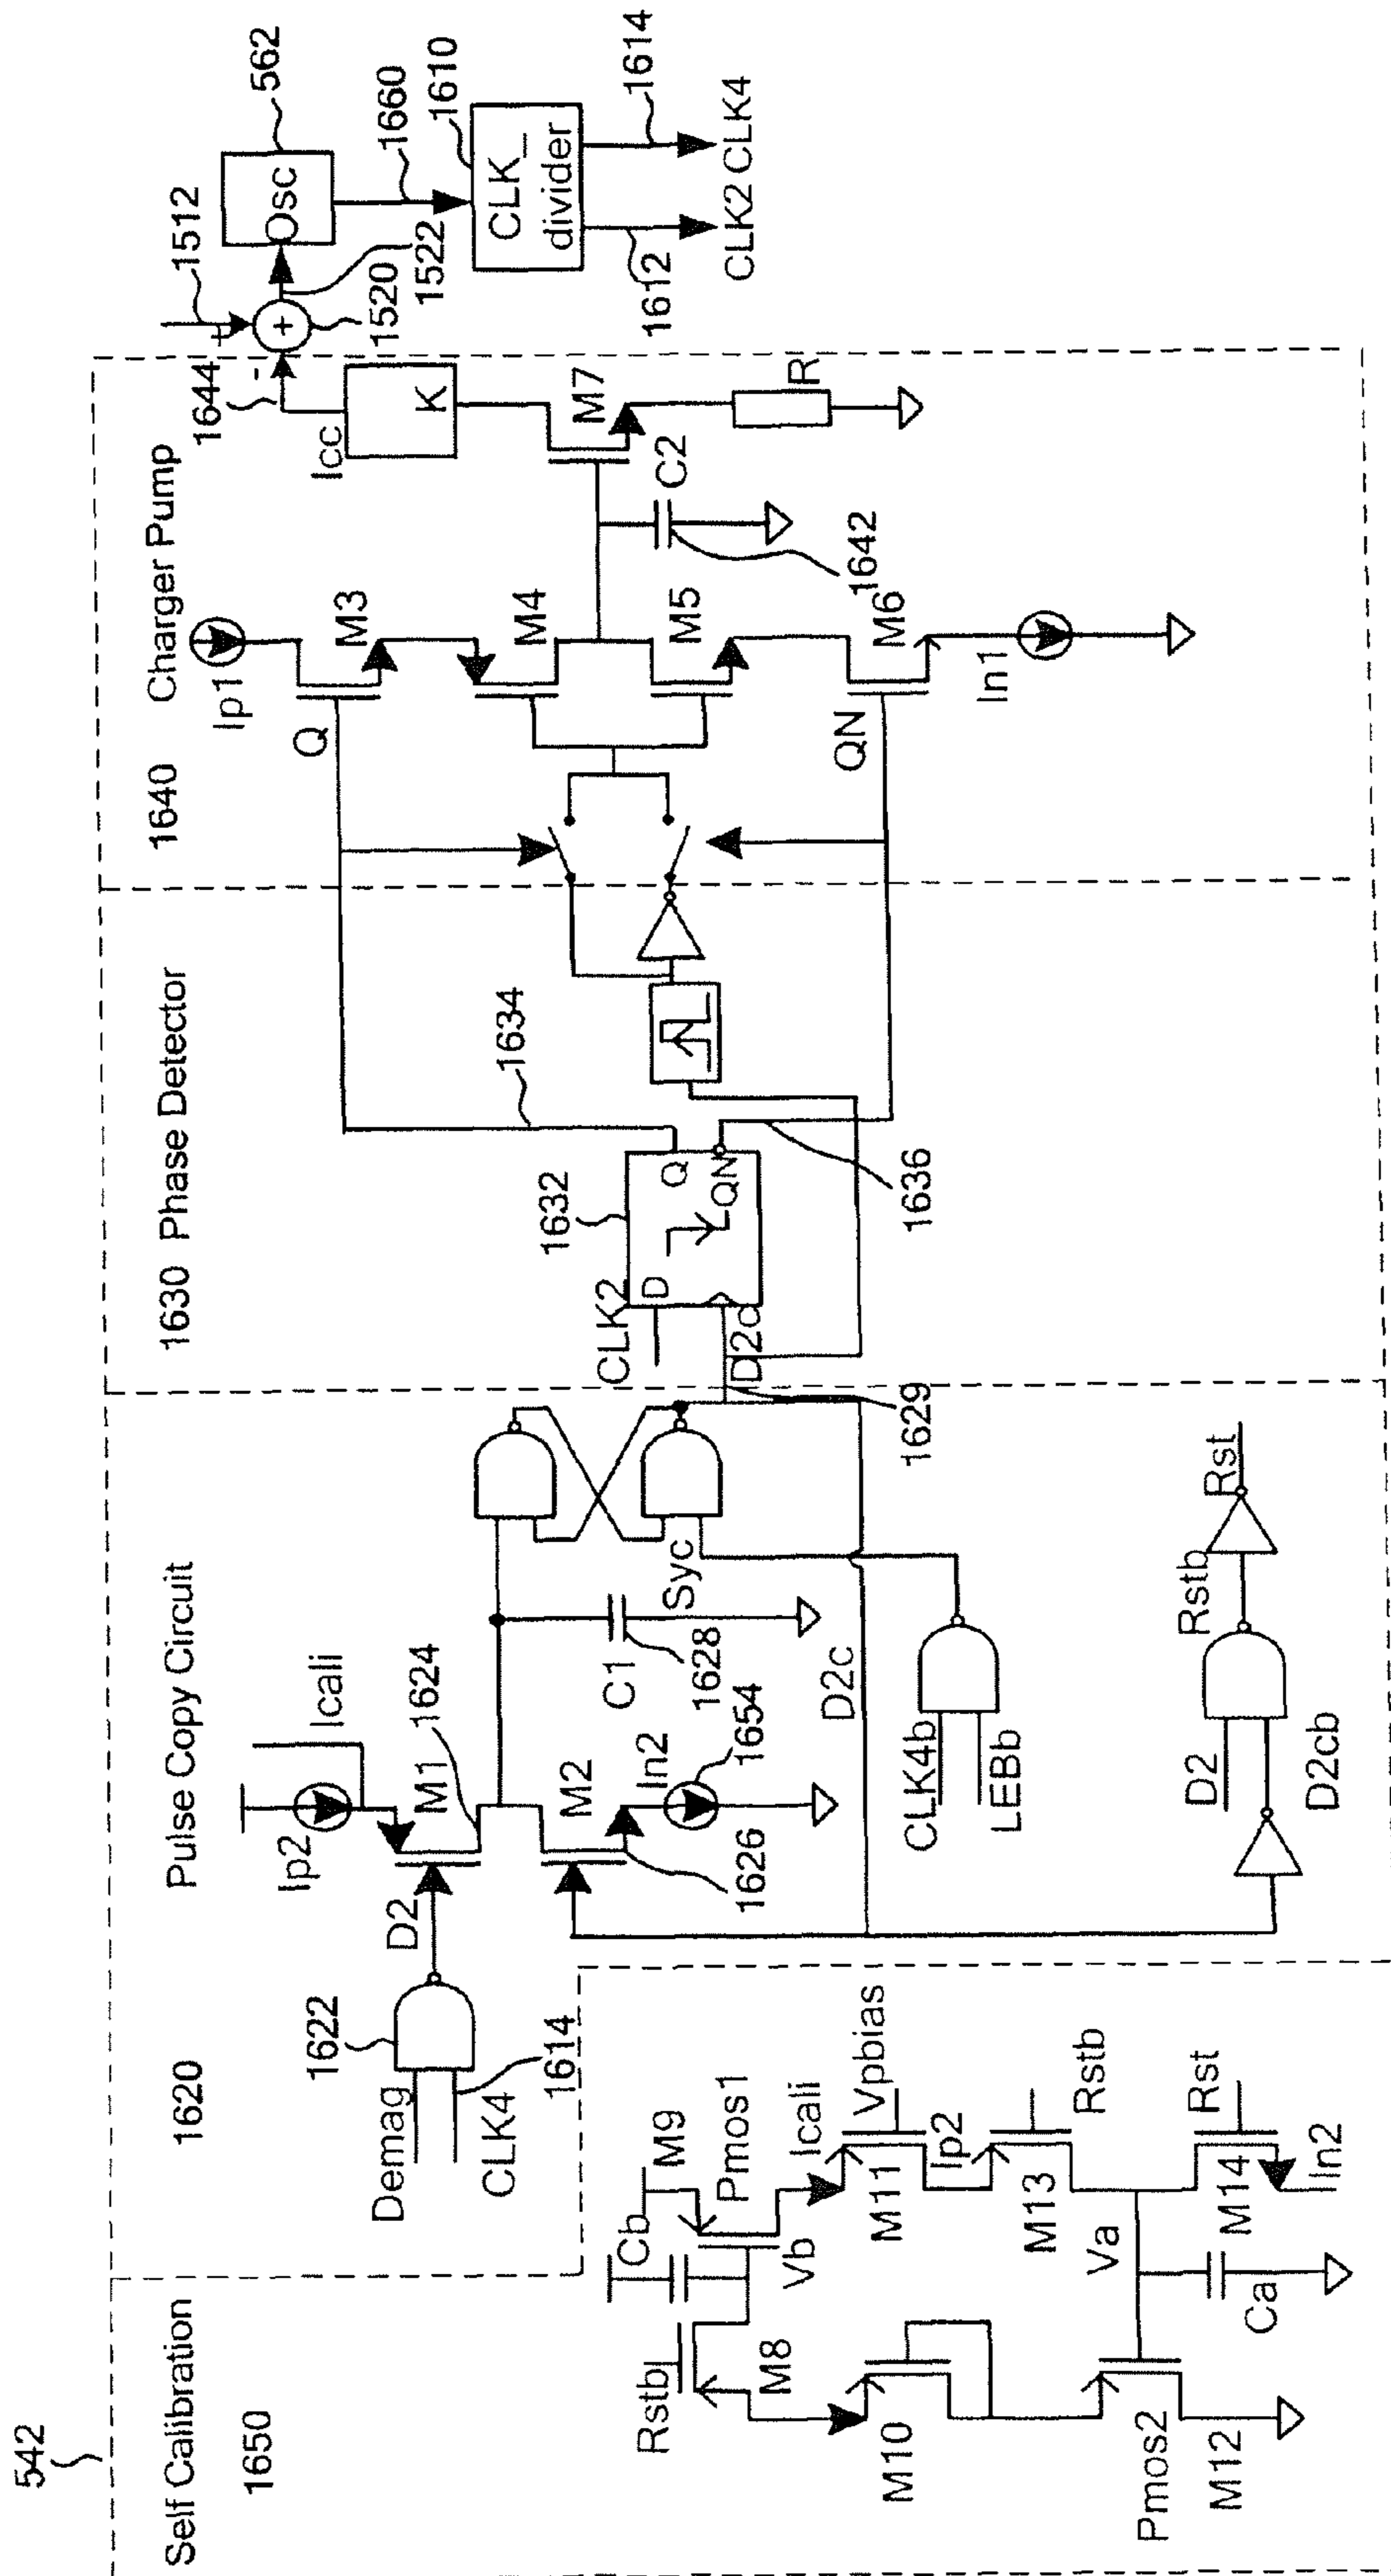 542
Self Calibration
1650
1620
Pulse Copy Circuit
1630 Phase Detector
1640 Charger Pump
Demag
CLK4
1614
1622
D2
Ip2
Icali
M1
1624
M2
1626
In2
1654
C1
1628
Syc
D2c
1629
CLK4b
LEBb
D2
D2cb
Rstb
Rst
Rstb
M8
Cb
M9
Pmos1
Vb
Icali
Vpbias
M11
Ip2
M10
M13
Rstb
Va
Pmos2
M12
Ca
M14
Rst
In2
CLK2
D
D2c
1632
Q
QN
1634
1636
Q
QN
Ip1
M3
M4
M5
M6
In1
C2
1642
M7
R
K
Icc
1644
-
+
+
1512
1520
1522
Osc
562
1660
CLK_
divider
1610
1612
1614
CLK2
CLK4